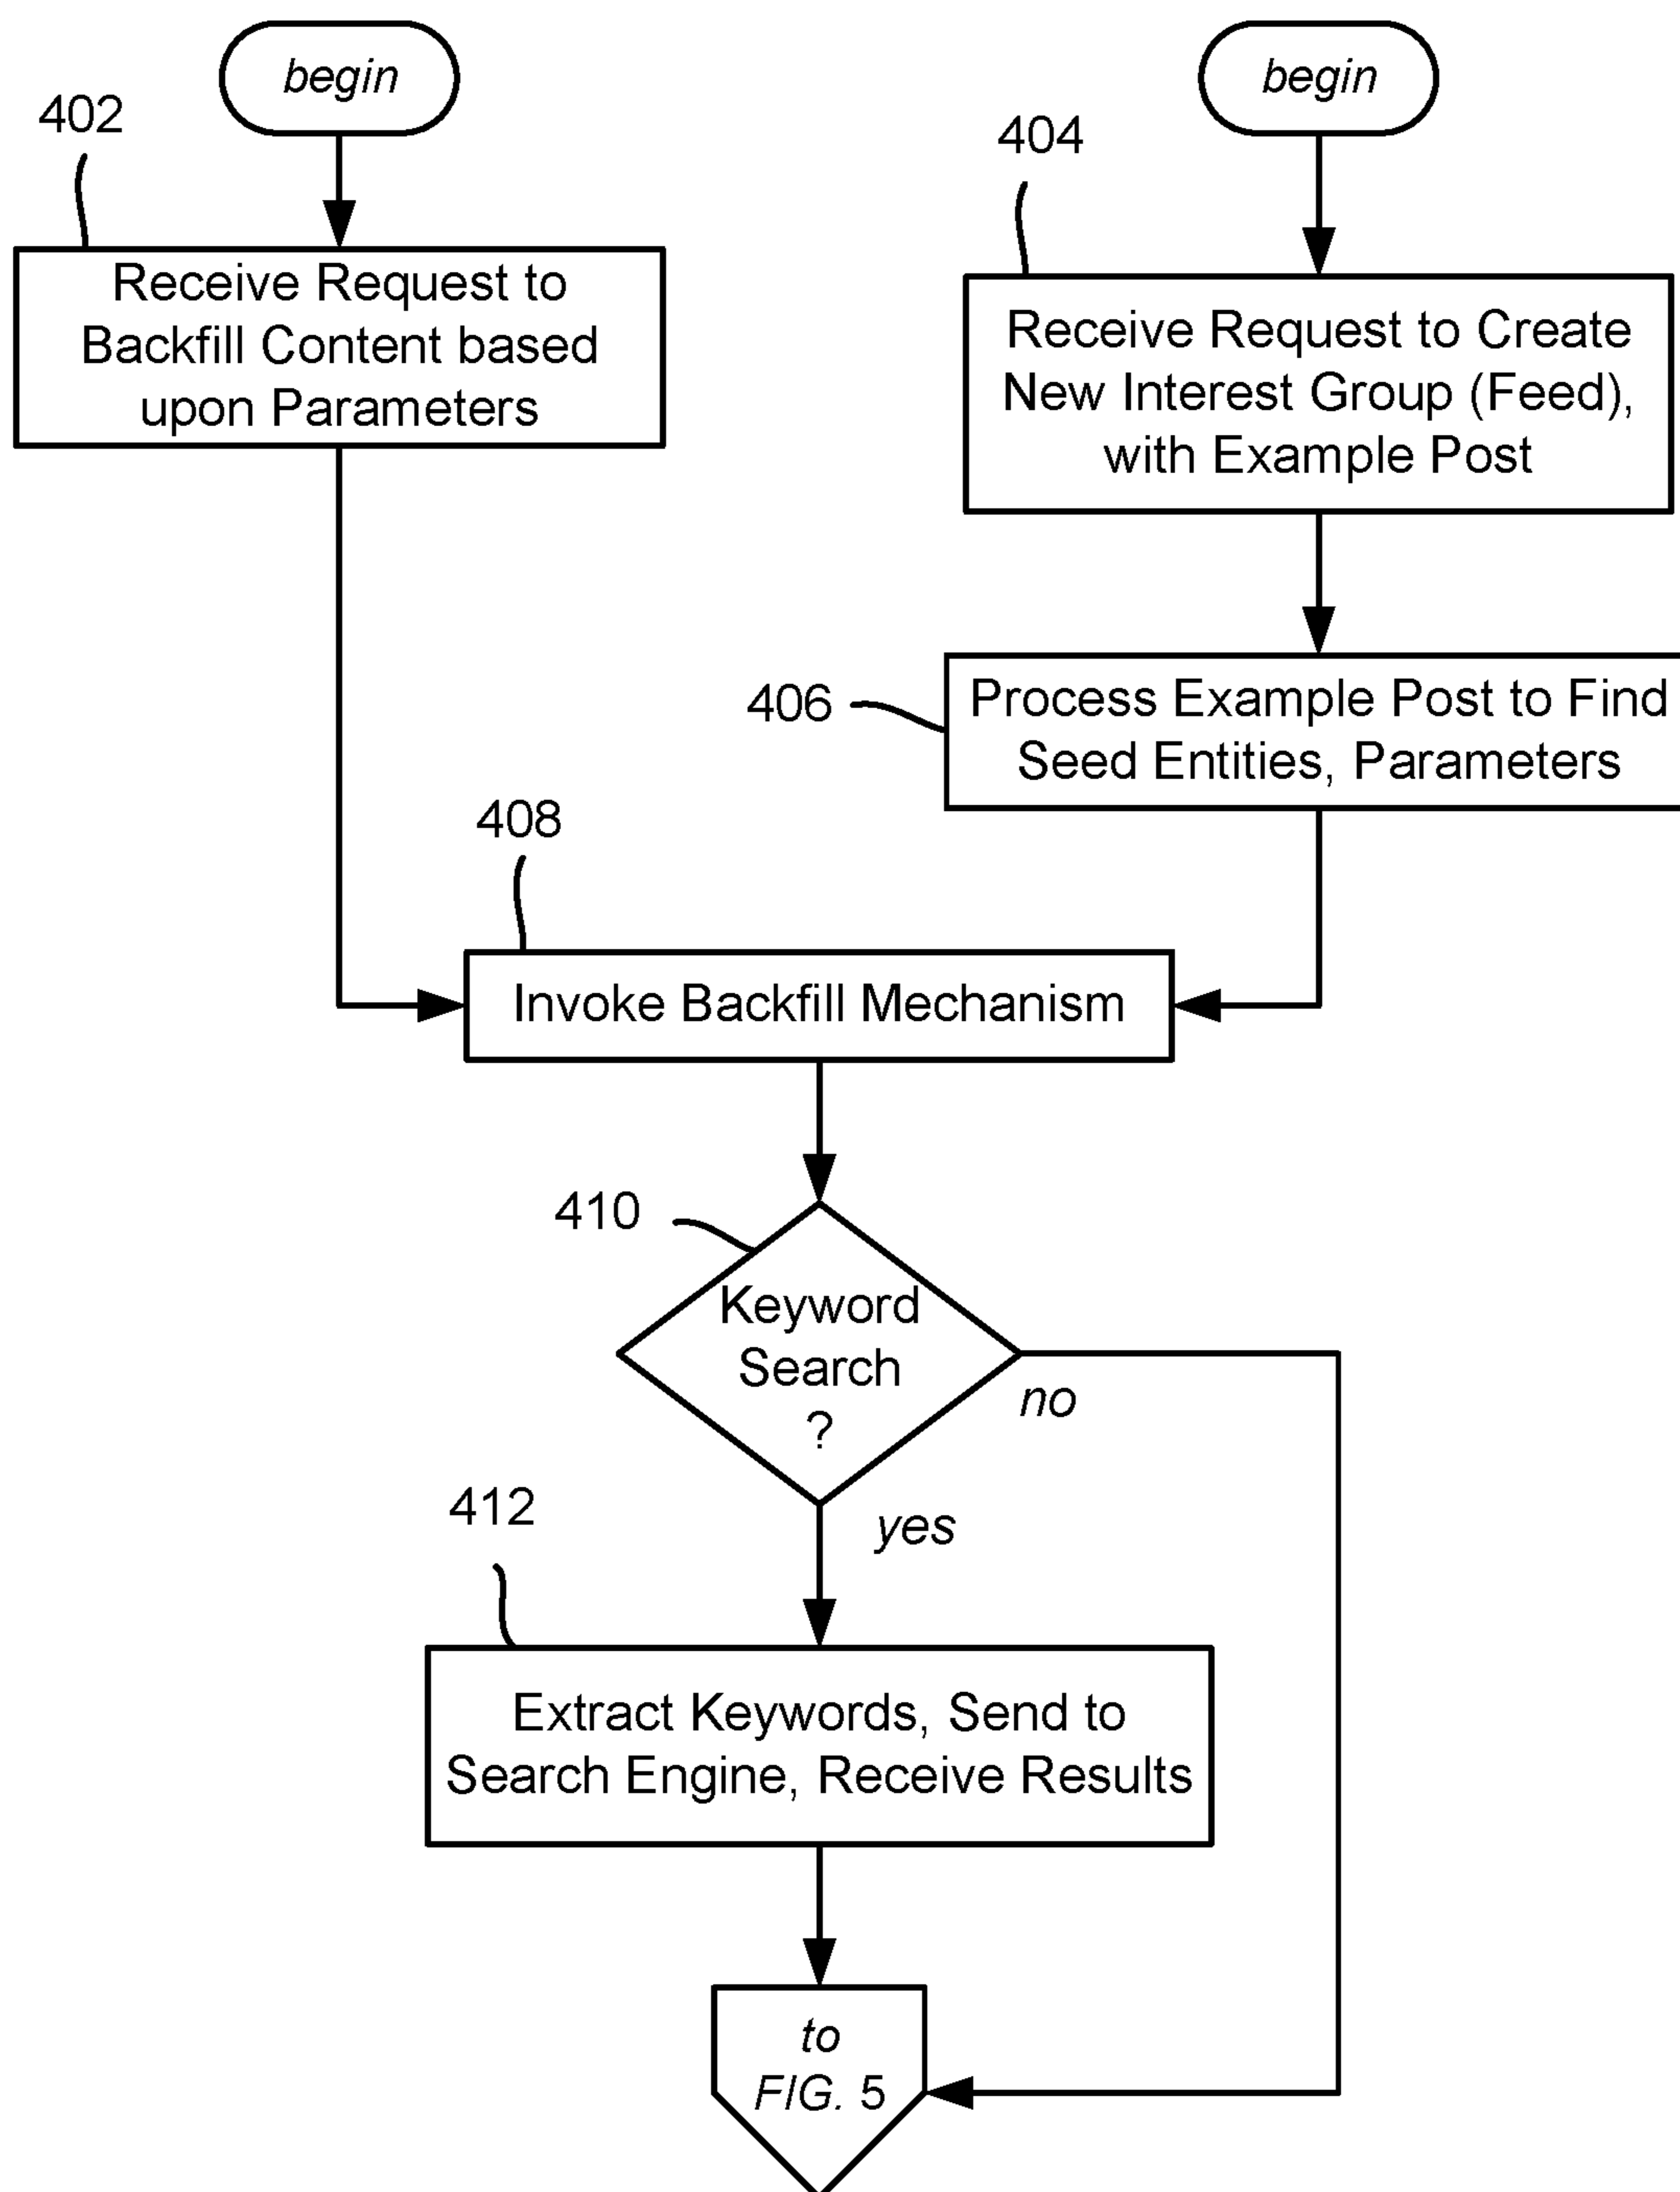 begin
begin
402
404
Receive Request to
Backfill Content based
upon Parameters
Receive Request to Create
New Interest Group (Feed),
with Example Post
406
Process Example Post to Find
Seed Entities, Parameters
408
Invoke Backfill Mechanism
410
Keyword
Search
?
no
yes
412
Extract Keywords, Send to
Search Engine, Receive Results
to
FIG. 5